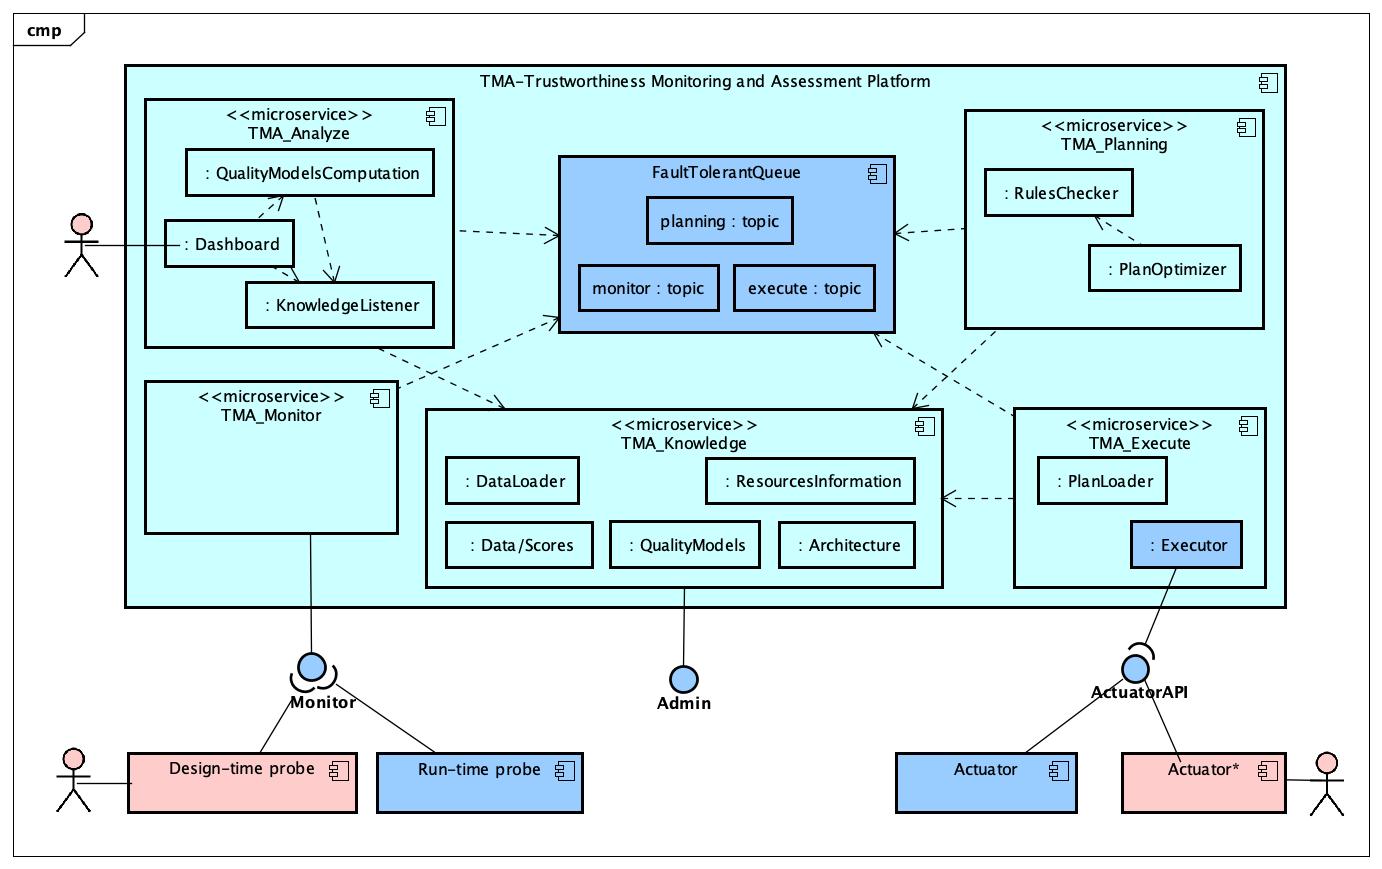 cmp
TMA-Trustworthiness Monitoring and Assessment Platform
<<microservice>>
TMA_Analyze
: QualityModelsComputation
: Dashboard
: KnowledgeListener
FaultTolerantQueue
planning : topic
monitor : topic
execute : topic
<<microservice>>
TMA_Planning
: RulesChecker
: PlanOptimizer
<<microservice>>
TMA_Monitor
<<microservice>>
TMA_Knowledge
: DataLoader
: ResourcesInformation
: Data/Scores
: QualityModels
: Architecture
<<microservice>>
TMA_Execute
: PlanLoader
: Executor
Monitor
Admin
ActuatorAPI
Design-time probe
Run-time probe
Actuator
Actuator*